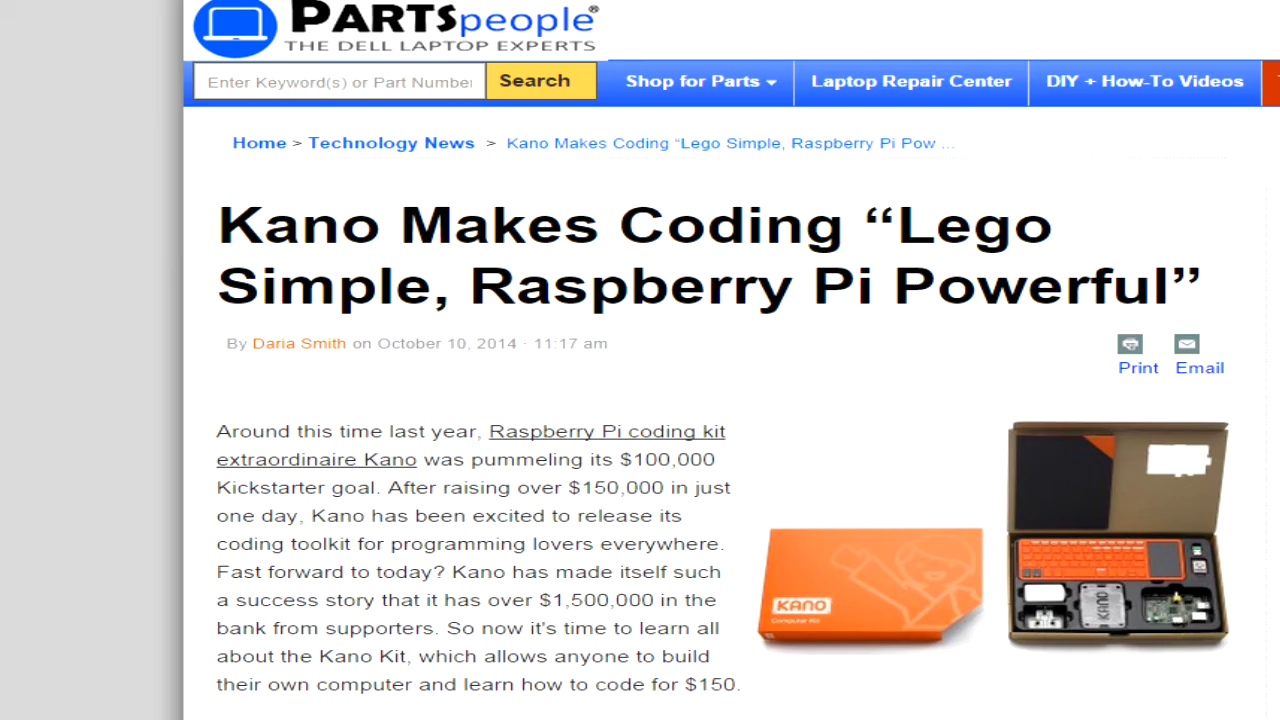 PARTSpeople®
THE DELL LAPTOP EXPERTS
Enter Keyword(s) or Part Number
Search
Shop for Parts
Laptop Repair Center
DIY + How-To Videos
Home > Technology News > Kano Makes Coding “Lego Simple, Raspberry Pi Pow ...
Kano Makes Coding “Lego
Simple, Raspberry Pi Powerful”
By Daria Smith on October 10, 2014 · 11:17 am
Print
Email
Around this time last year, Raspberry Pi coding kit
extraordinaire Kano was pummeling its $100,000
Kickstarter goal. After raising over $150,000 in just
one day, Kano has been excited to release its
coding toolkit for programming lovers everywhere.
Fast forward to today? Kano has made itself such
a success story that it has over $1,500,000 in the
bank from supporters. So now it's time to learn all
about the Kano Kit, which allows anyone to build
their own computer and learn how to code for $150.
KANO
Computer Kit
KANO